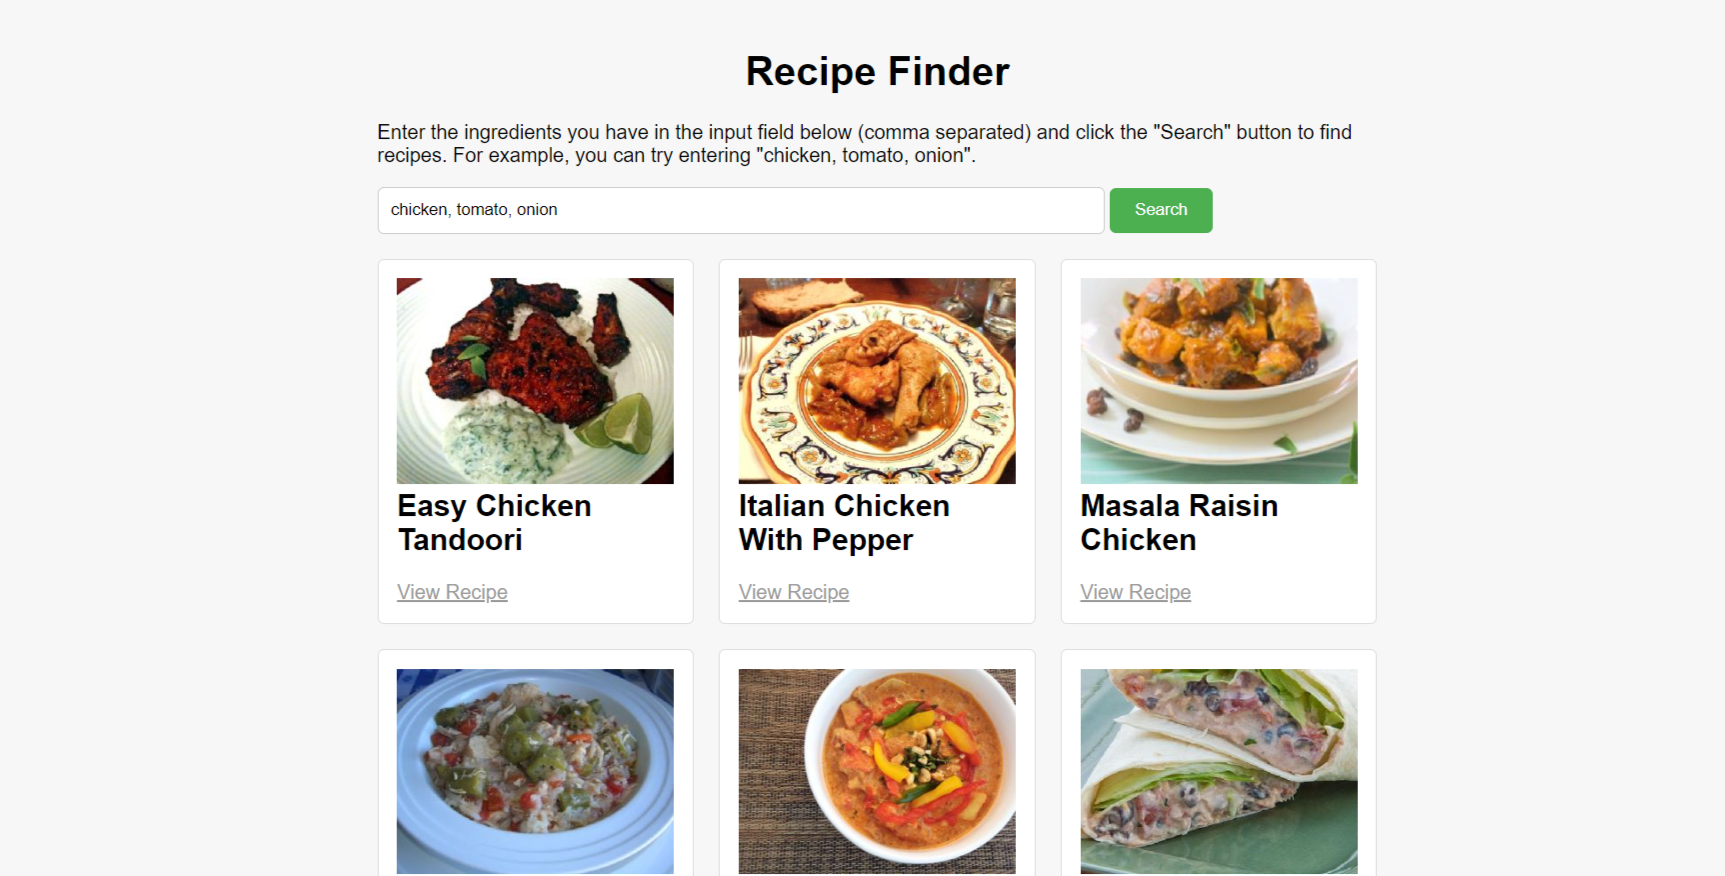 Recipe Finder
Enter the ingredients you have in the input field below (comma separated) and click the "Search" button to find
recipes. For example, you can try entering "chicken, tomato, onion".
chicken, tomato, onion
Search
Easy Chicken
Tandoori
View Recipe
Italian Chicken
With Pepper
View Recipe
Masala Raisin
Chicken
View Recipe